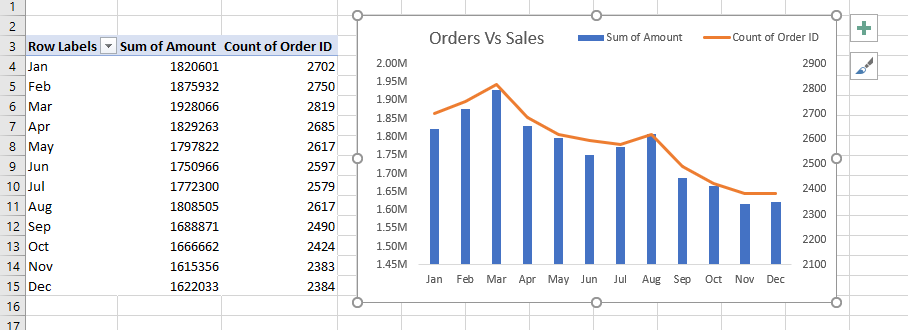 1
2
3 Row Labels Sum of Amount Count of Order ID
4 Jan 1820601 2702
5 Feb 1875932 2750
6 Mar 1928066 2819
7 Apr 1829263 2685
8 May 1797822 2617
9 Jun 1750966 2597
10 Jul 1772300 2579
11 Aug 1808505 2617
12 Sep 1688871 2490
13 Oct 1666662 2424
14 Nov 1615356 2383
15 Dec 1622033 2384
16
17
Orders Vs Sales Sum of Amount Count of Order ID
2.00M 2900
1.95M 2800
1.90M 2700
1.85M 2600
1.80M 2500
1.75M 2400
1.70M 2300
1.65M 2200
1.60M 2100
1.55M
1.50M
1.45M
Jan Feb Mar Apr May Jun Jul Aug Sep Oct Nov Dec